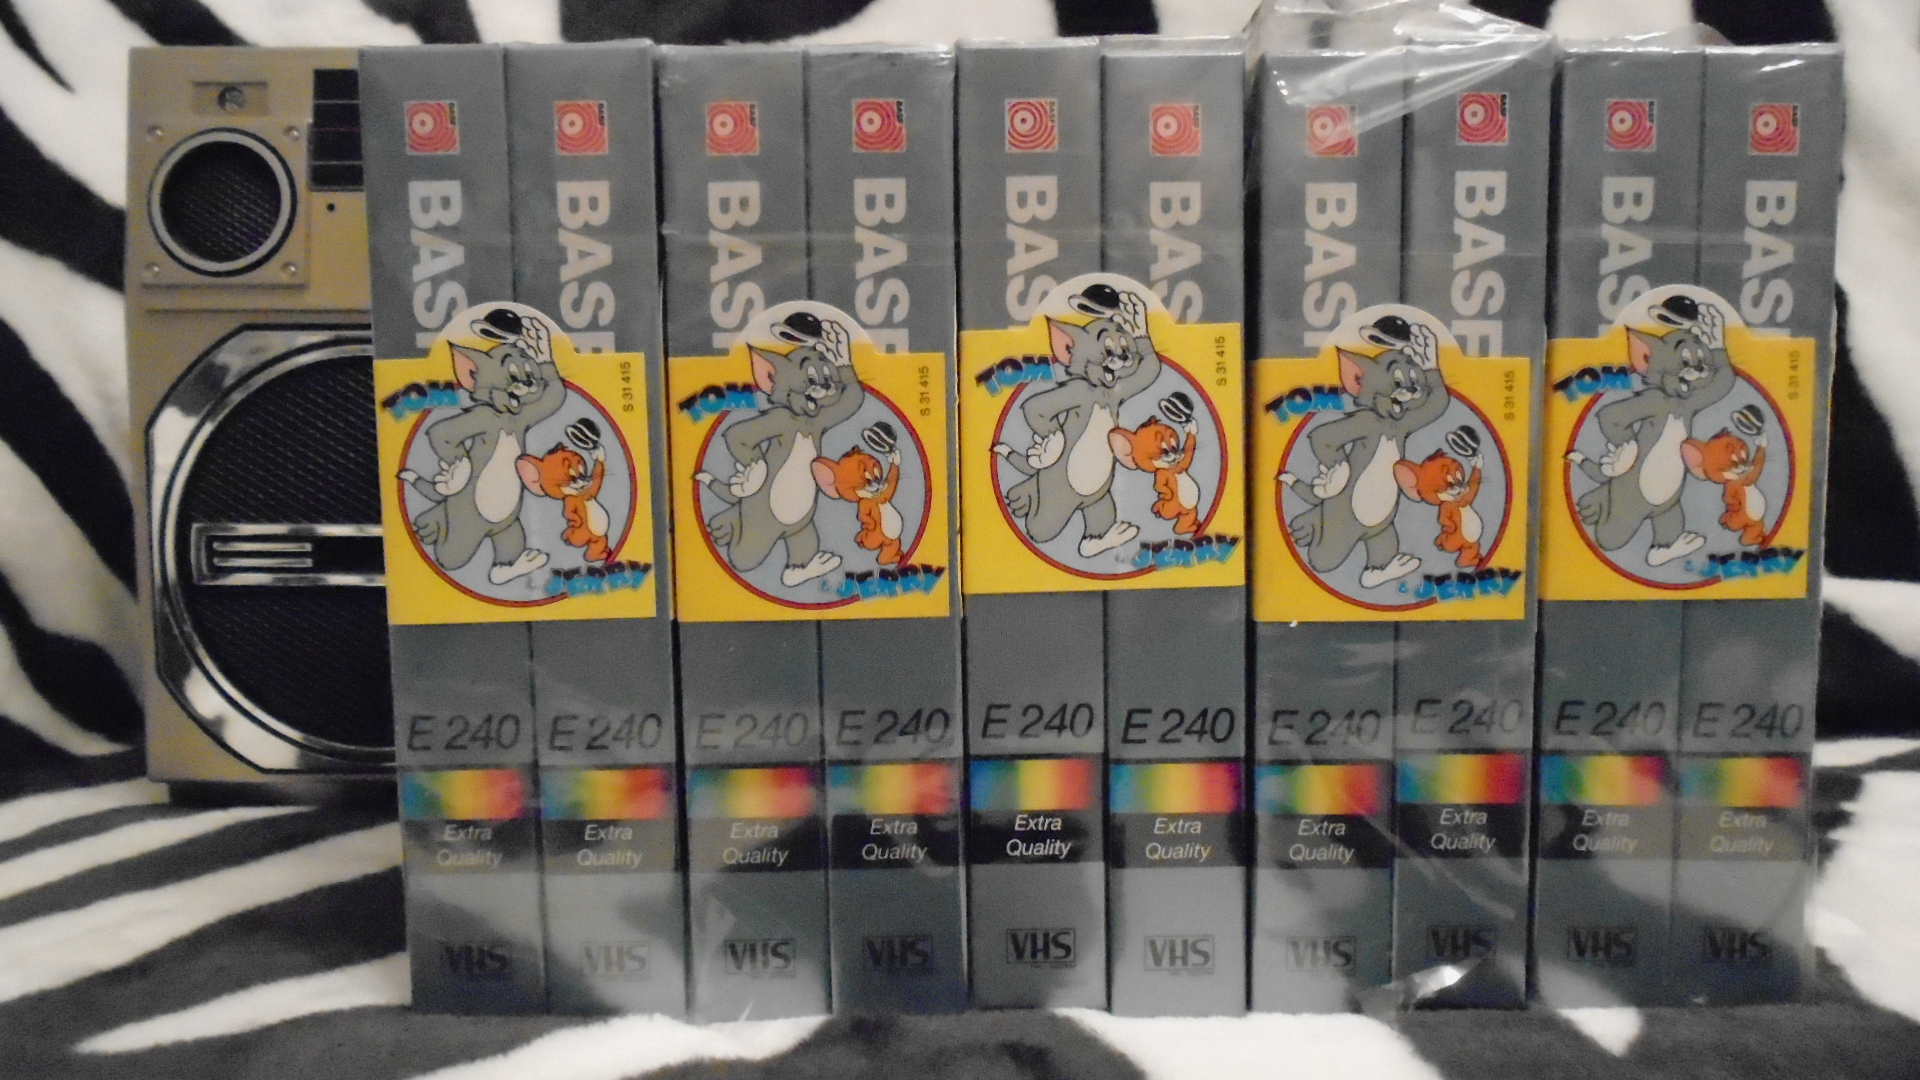 BASF
BASF
BASF
BASF
BASF
BASF
BASF
BASF
BASF
BASF
TOM
& JERRY
S 31 415
TOM
& JERRY
S 31 415
TOM
& JERRY
S 31 415
TOM
& JERRY
S 31 415
TOM
& JERRY
S 31 415
E 240
E 240
E 240
E 240
E 240
E 240
E 240
E 240
E 240
E 240
Extra
Quality
Extra
Quality
Extra
Quality
Extra
Quality
Extra
Quality
Extra
Quality
Extra
Quality
Extra
Quality
Extra
Quality
Extra
Quality
VHS
VHS
VHS
VHS
VHS
VHS
VHS
VHS
VHS
VHS